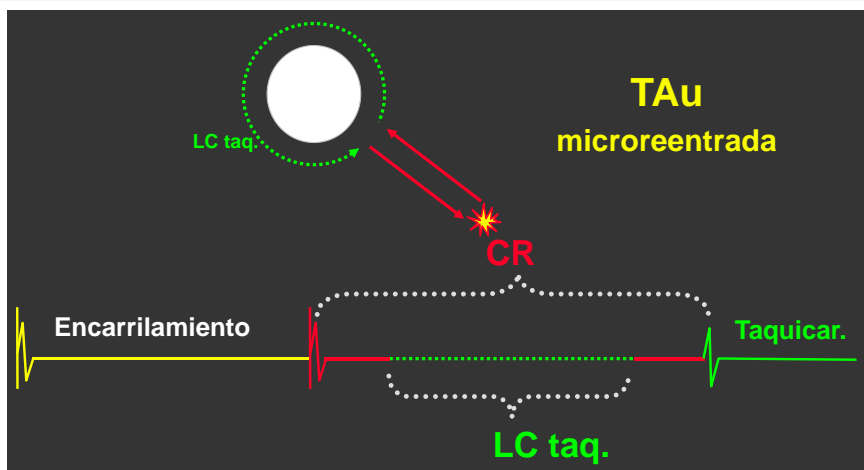 TAu
microreentrada
LC taq.
CR
Encarrilamiento
Taquicar.
LC taq.